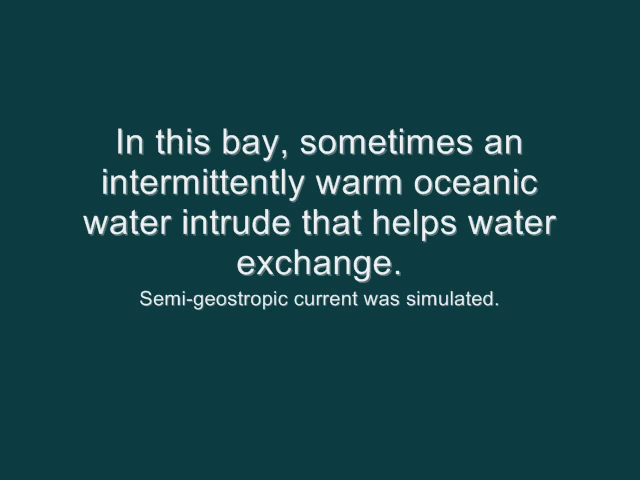 In this bay, sometimes an
intermittently warm oceanic
water intrude that helps water
exchange.
Semi-geostropic current was simulated.